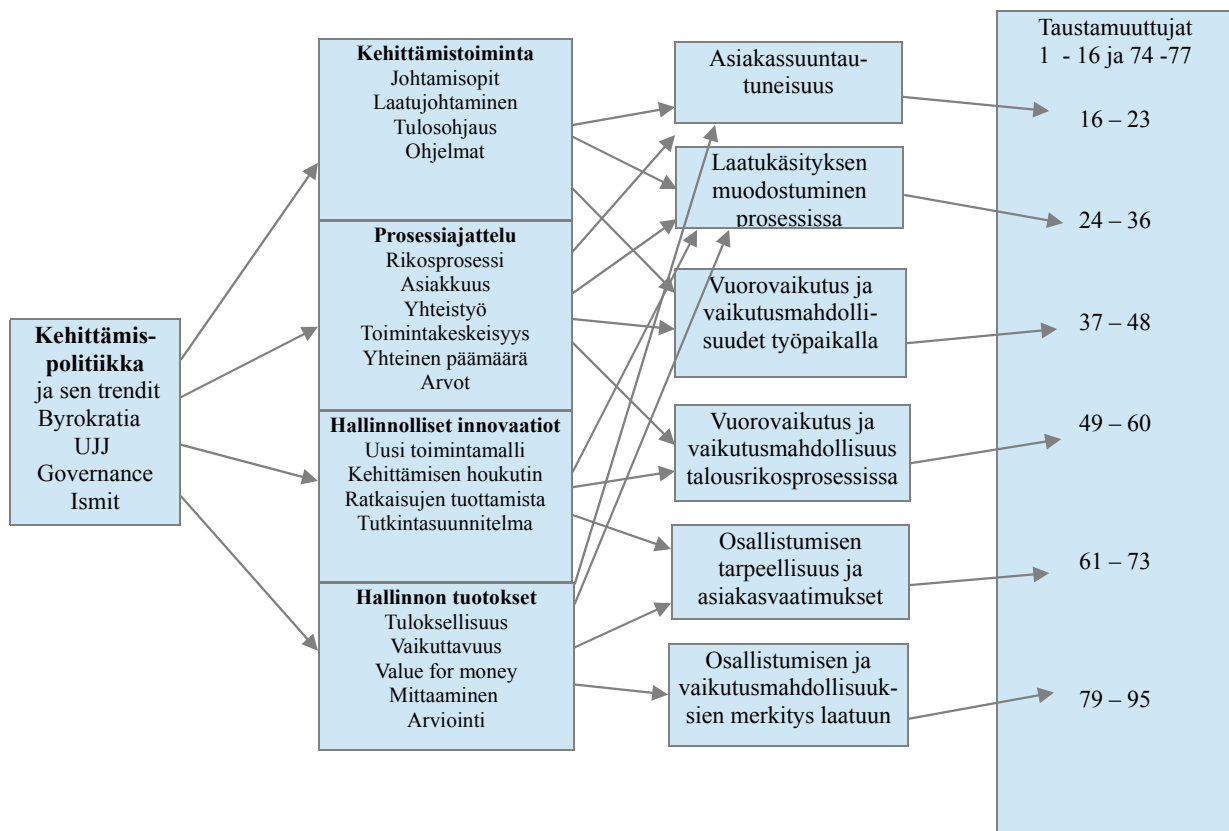 Kehittämis-
politiikka
ja sen trendit
Byrokratia
UJJ
Governance
Ismit
Kehittämistoiminta
Johtamisopit
Laatujohtaminen
Tulosohjaus
Ohjelmat
Prosessiajattelu
Rikosprosessi
Asiakkuus
Yhteistyö
Toimintakeskeisyys
Yhteinen päämäärä
Arvot
Hallinnolliset innovaatiot
Uusi toimintamalli
Kehittämisen houkutin
Ratkaisujen tuottamista
Tutkintasuunnitelma
Hallinnon tuotokset
Tuloksellisuus
Vaikuttavuus
Value for money
Mittaaminen
Arviointi
Asiakassuuntau-
tuneisuus
Laatukäsityksen
muodostuminen
prosessissa
Vuorovaikutus ja
vaikutusmahdolli-
suudet työpaikalla
Vuorovaikutus ja
vaikutusmahdollisuus
talousrikosprosessissa
Osallistumisen
tarpeellisuus ja
asiakasvaatimukset
Osallistumisen ja
vaikutusmahdollisuuk-
sien merkitys laatuun
Taustamuuttujat
1 - 16 ja 74 -77
16 – 23
24 – 36
37 – 48
49 – 60
61 – 73
79 – 95